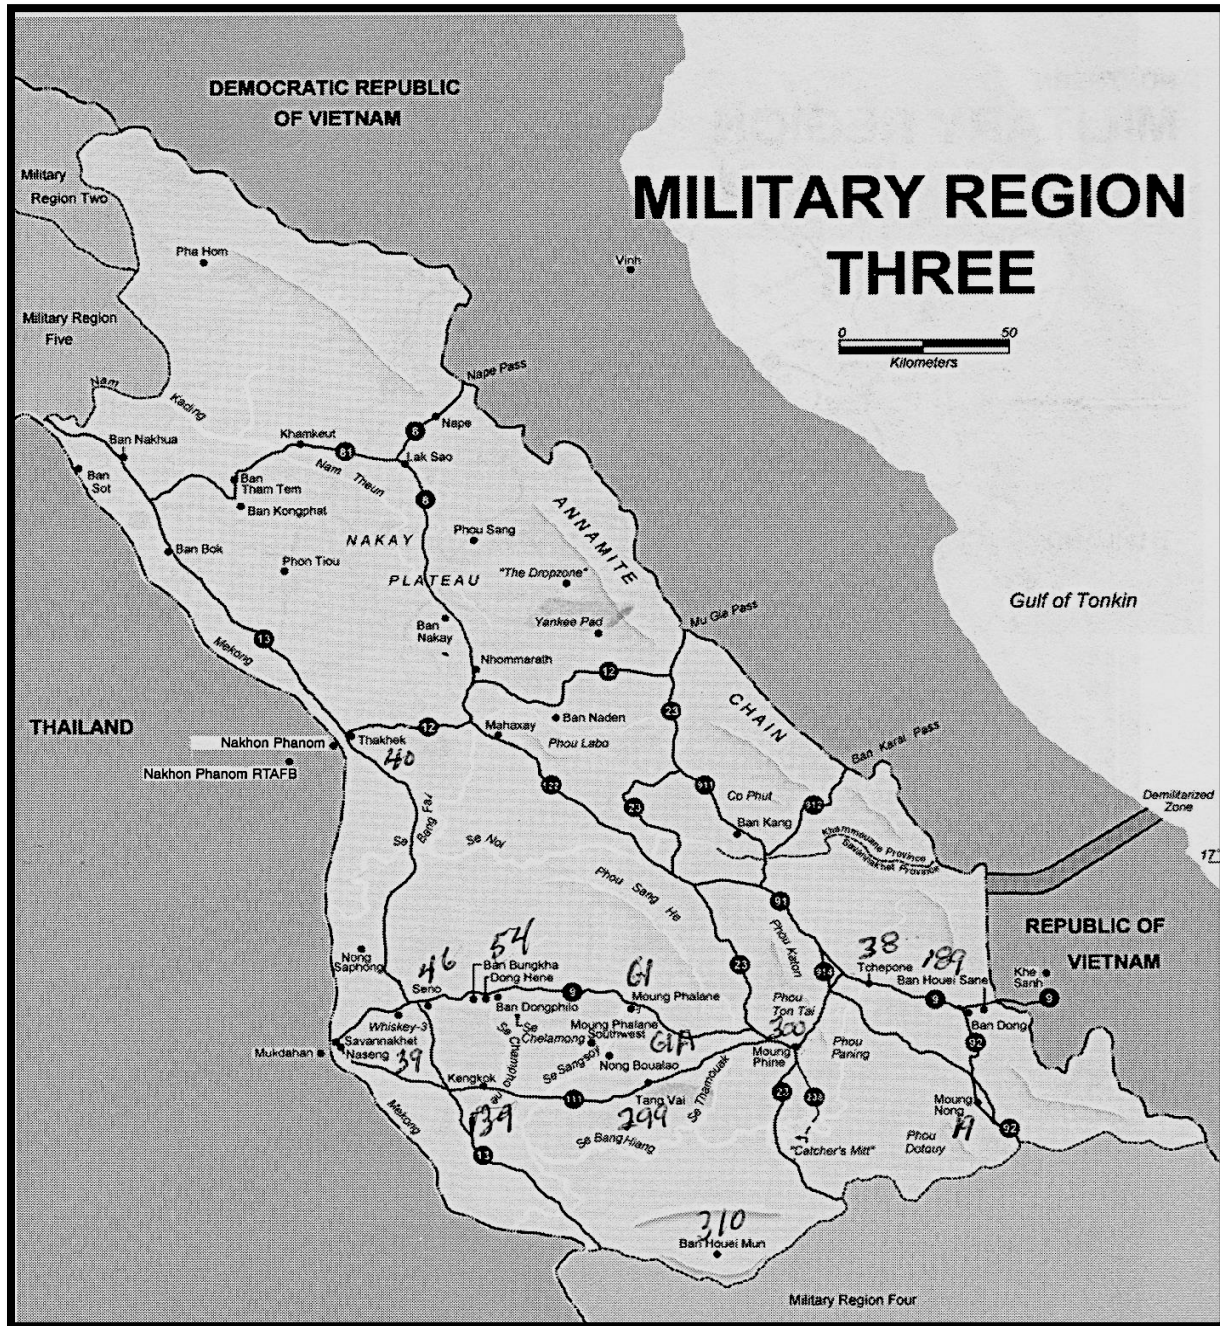 DEMOCRATIC REPUBLIC
OF VIETNAM
MILITARY REGION
THREE
0 50
Kilometers
Military
Region Two
Pha Hom
Vinh
Military Region
Five
Nape Pass
Nam
Kading
Nape
8
Ban Nakhua
Khamkeut
81
Lak Sao
Ban
Sot
Ban
Tham Tem
Nam Theun
8
Ban Kongphat
ANNAMITE
Phou Sang
NAKAY
Ban Bok
Phon Tiou
PLATEAU
"The Dropzone"
Gulf of Tonkin
Yankee Pad
Mu Gia Pass
Ban
Nakay
13
Mekong
Nhommarath
12
CHAIN
23
THAILAND
Ban Naden
12
Mahaxay
Thakhek
Phou Labo
Nakhon Phanom
Ban Karai Pass
40
Nakhon Phanom RTAFB
122
911
Co Phut
912
Demilitarized
Zone
23
Se Bang Fai
Ban Kang
Se Noi
Khammouane Province
Savannakhet Province
17°
Phou Sang He
91
REPUBLIC OF
VIETNAM
Phou Katon
54
38
189
Nong
Saphong
46
Ban Bungkha
61
23
914
Tchepone
Ban Houei Sane
Khe
Sanh
Seno
Dong Hene
9
Moung Phalane
Phou
Ton Tai
9
9
Ban Dongphilo
Whiskey-3
Se
Chelamong
Moung Phalane
Southwest
61A
300
Ban Dong
Savannakhet
Se Champhone
Phou
Paning
92
Mukdahan
Naseng
39
Se Sangsoy
Nong Boualao
Moung
Phine
Kengkok
Se Thamouak
111
Tang Vai
23
23B
Moung
Nong
Mekong
139
299
19
92
Se Bang Hiang
Phou
Dotouy
13
"Catcher's Mitt"
310
Ban Houei Mun
Military Region Four